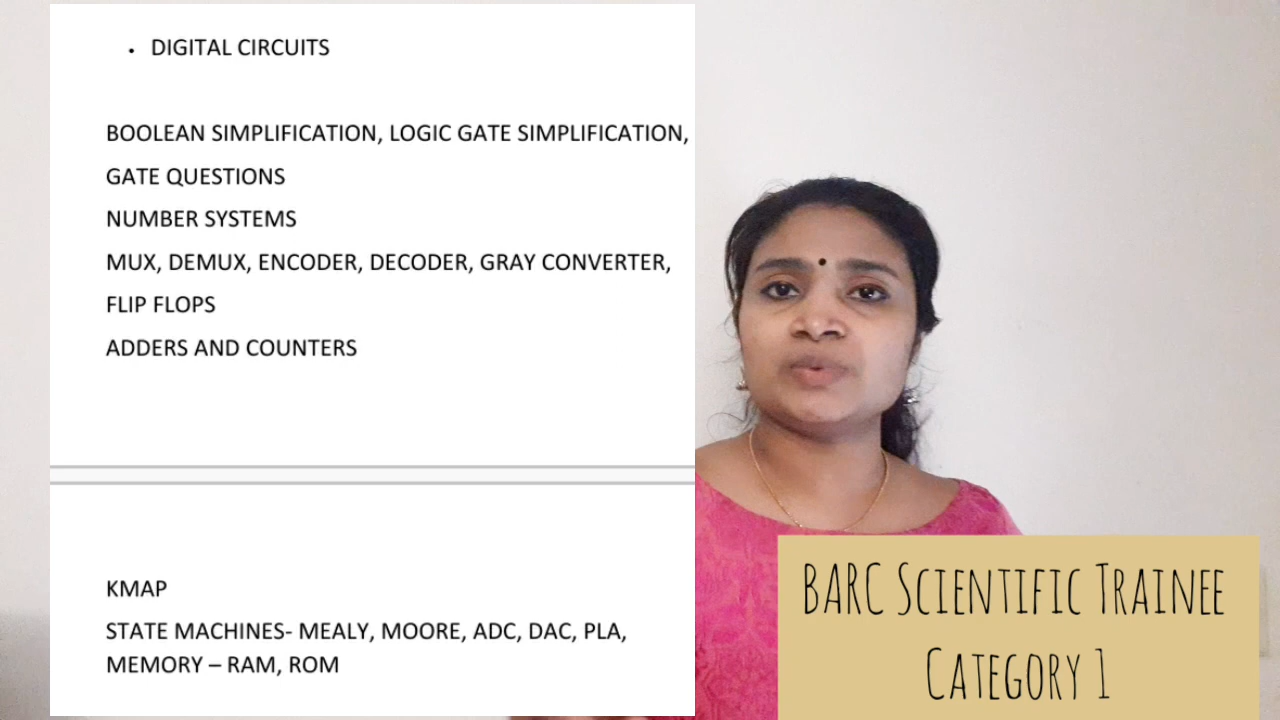 • DIGITAL CIRCUITS
BOOLEAN SIMPLIFICATION, LOGIC GATE SIMPLIFICATION,
GATE QUESTIONS
NUMBER SYSTEMS
MUX, DEMUX, ENCODER, DECODER, GRAY CONVERTER,
FLIP FLOPS
ADDERS AND COUNTERS
KMAP
STATE MACHINES- MEALY, MOORE, ADC, DAC, PLA,
MEMORY – RAM, ROM
BARC SCIENTIFIC TRAINEE
CATEGORY 1